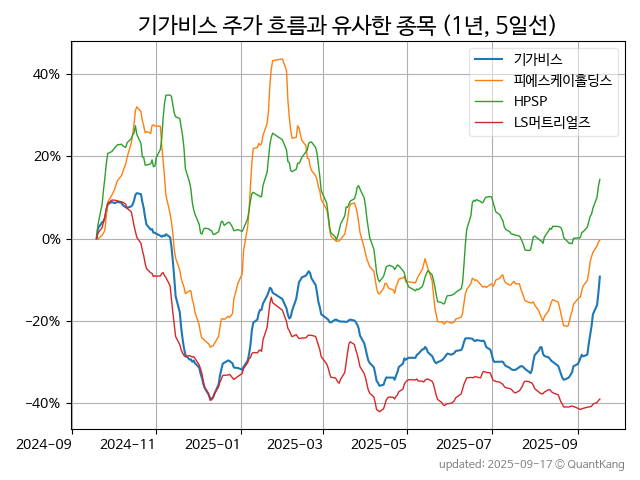 기가비스 주가 흐름과 유사한 종목 (1년, 5일선)
기가비스
피에스케이홀딩스
HPSP
LS머트리얼즈
40%
20%
0%
−20%
−40%
2024−09
2024−11
2025−01
2025−03
2025−05
2025−07
2025−09
updated: 2025-09-17 © QuantKang